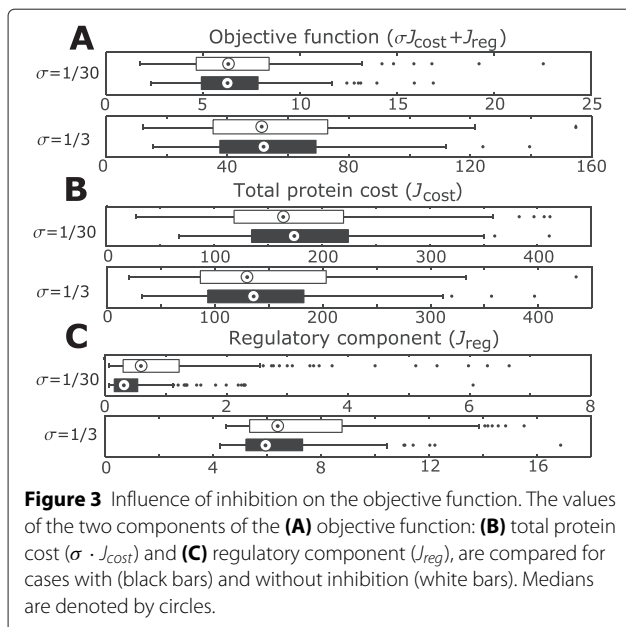 A Objective function (σJcost+Jreg)
σ=1/30
0 5 10 15 20 25
σ=1/3
0 40 80 120 160
B Total protein cost (Jcost)
σ=1/30
0 100 200 300 400
σ=1/3
0 100 200 300 400
C Regulatory component (Jreg)
σ=1/30
0 2 4 6 8
σ=1/3
0 4 8 12 16
Figure 3 Influence of inhibition on the objective function. The values
of the two components of the (A) objective function: (B) total protein
cost (σ · Jcost) and (C) regulatory component (Jreg), are compared for
cases with (black bars) and without inhibition (white bars). Medians
are denoted by circles.